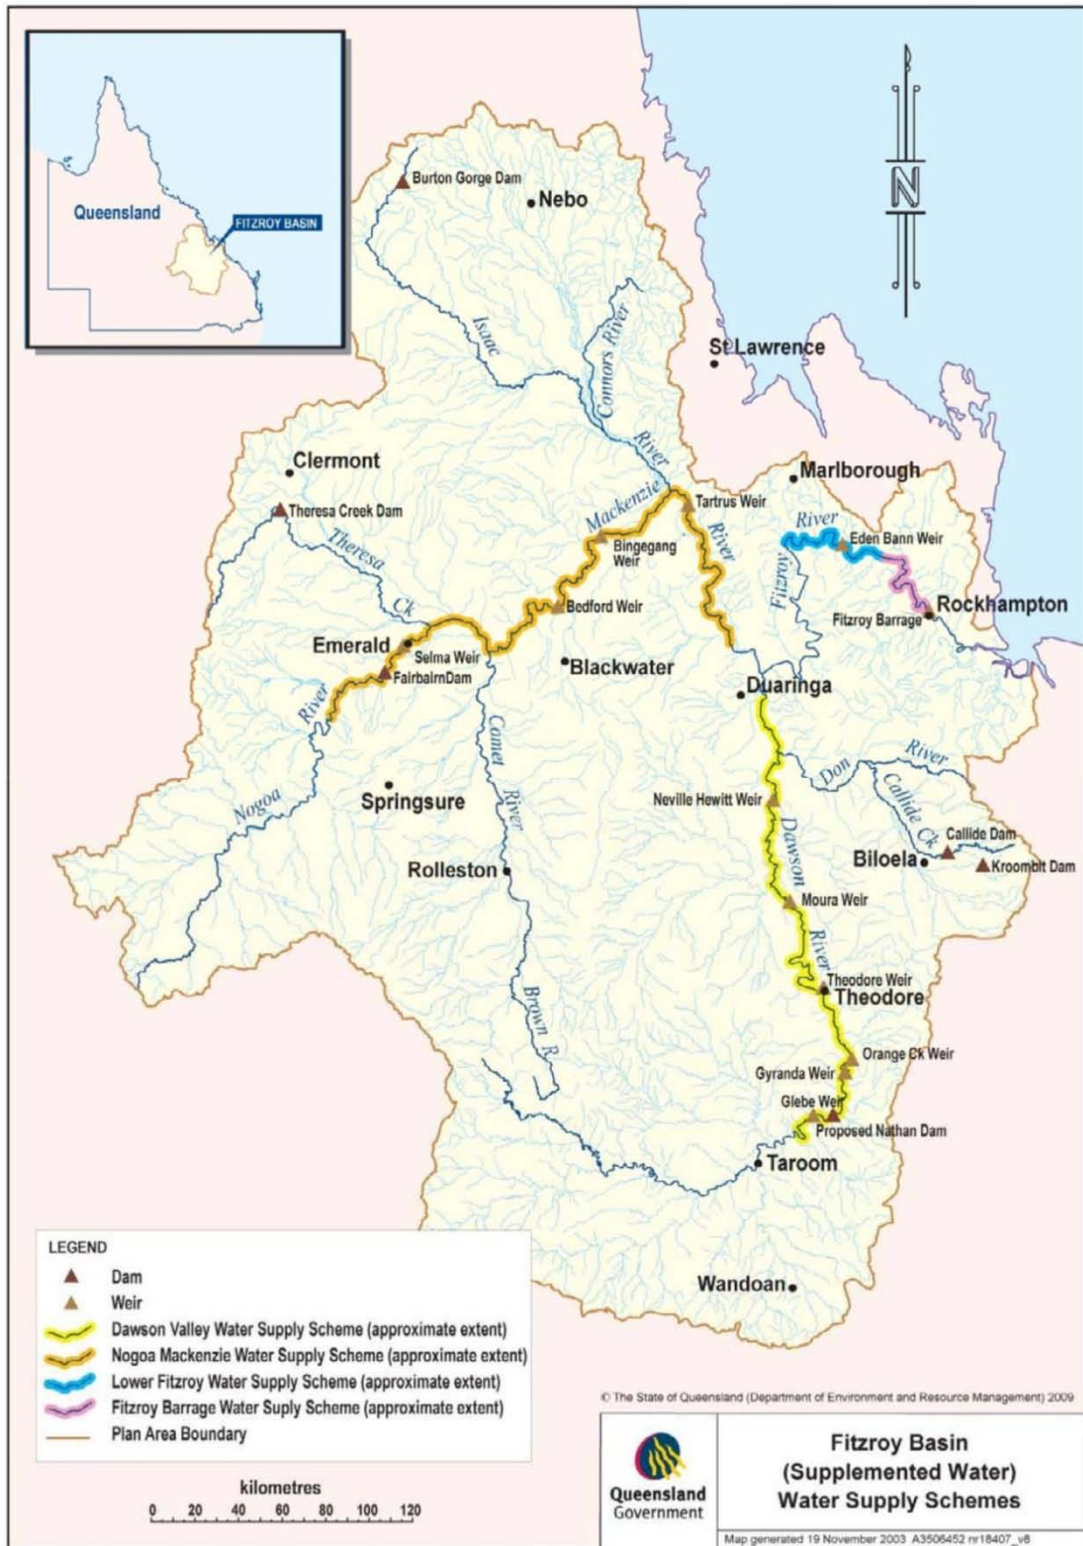 Queensland
FITZROY BASIN
N
Burton Gorge Dam
Nebo
Isaac
Connors River
River
St Lawrence
Clermont
Theresa Creek Dam
Theresa
Ck
Marlborough
Mackenzie
Tartrus Weir
River
Bingegang
Weir
River
Eden Bann Weir
Fitzroy
Bedford Weir
Rockhampton
Fitzroy Barrage
Emerald
Selma Weir
FairbairnDam
Blackwater
Duaringa
River
Nogoa
Comet
River
Springsure
Don
River
Neville Hewitt Weir
Callide Ck
Callide Dam
Dawson
River
Biloela
Kroombit Dam
Rolleston
Moura Weir
Theodore Weir
Theodore
Brown R
Orange Ck Weir
Gyranda Weir
Glebe Weir
Proposed Nathan Dam
Taroom
Wandoan
LEGEND
Dam
Weir
Dawson Valley Water Supply Scheme (approximate extent)
Nogoa Mackenzie Water Supply Scheme (approximate extent)
Lower Fitzroy Water Supply Scheme (approximate extent)
Fitzroy Barrage Water Suply Scheme (approximate extent)
Plan Area Boundary
kilometres
0 20 40 60 80 100 120
© The State of Queensland (Department of Environment and Resource Management) 2009
Queensland
Government
Fitzroy Basin
(Supplemented Water)
Water Supply Schemes
Map generated 19 November 2003 A3506452 nr18407_v8